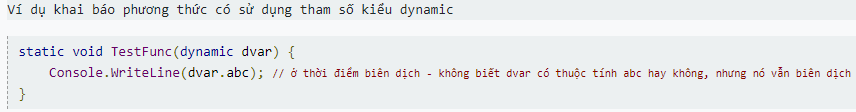 Ví dụ khai báo phương thức có sử dụng tham số kiểu dynamic
static void TestFunc(dynamic dvar) {
    Console.WriteLine(dvar.abc); // ở thời điểm biên dịch - không biết dvar có thuộc tính abc hay không, nhưng nó vẫn biên dịch
}